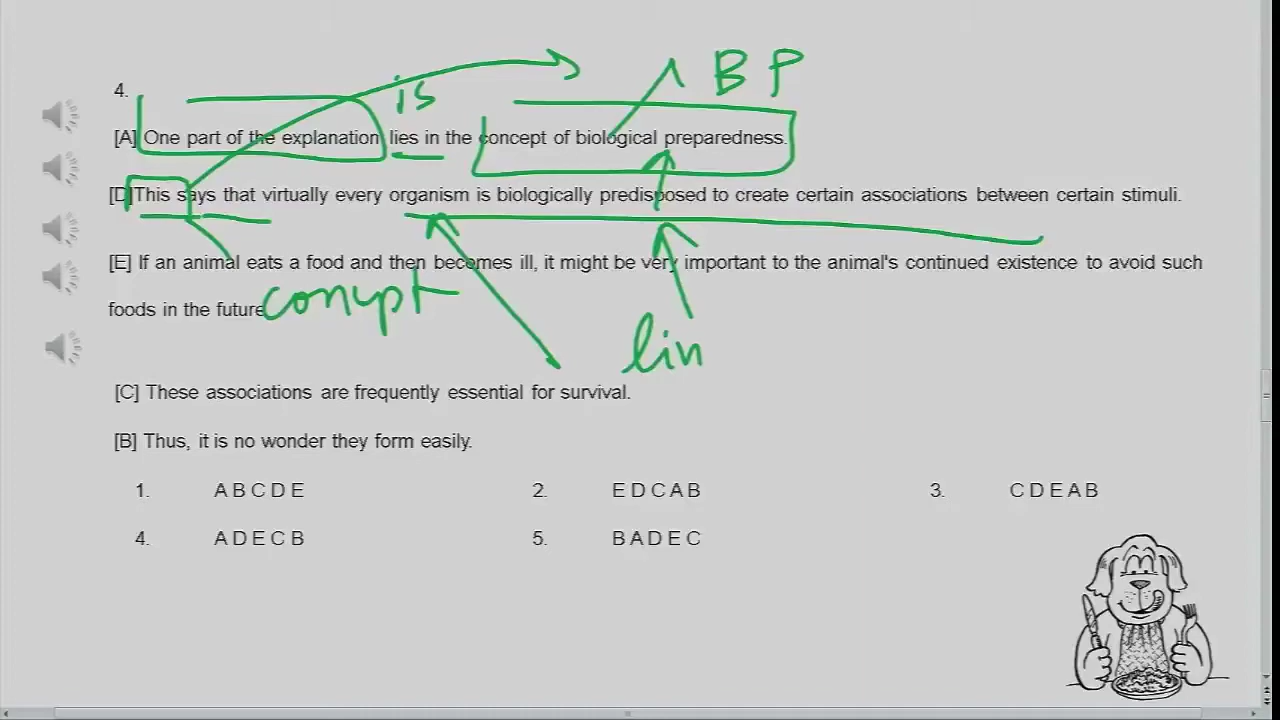 BP
4.
is
[A] One part of the explanation lies in the concept of biological preparedness.
[D] This says that virtually every organism is biologically predisposed to create certain associations between certain stimuli.
[E] If an animal eats a food and then becomes ill, it might be very important to the animal's continued existence to avoid such
foods in the future
conupt
lin
[C] These associations are frequently essential for survival.
[B] Thus, it is no wonder they form easily.
1. A B C D E 2. E D C A B 3. C D E A B
4. A D E C B 5. B A D E C